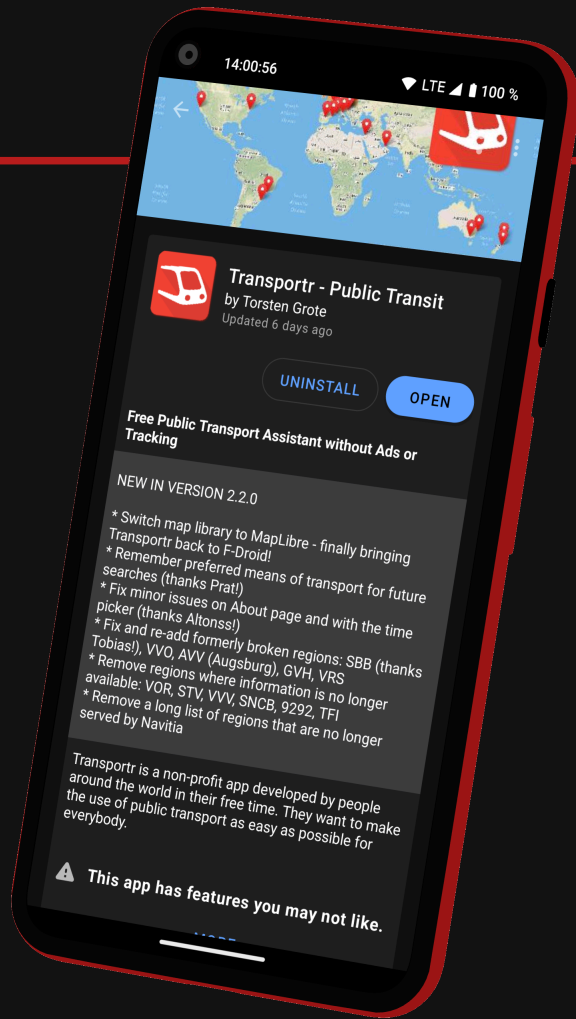 14:00:56
LTE 100 %
Transportr - Public Transit
by Torsten Grote
Updated 6 days ago
UNINSTALL
OPEN
Free Public Transport Assistant without Ads or
Tracking
NEW IN VERSION 2.2.0
* Switch map library to MapLibre - finally bringing
Transportr back to F-Droid!
* Remember preferred means of transport for future
searches (thanks Prat!)
* Fix minor issues on About page and with the time
picker (thanks Altonss!)
* Fix and re-add formerly broken regions: SBB (thanks
Tobias!), VVO, AVV (Augsburg), GVH, VRS
* Remove regions where information is no longer
available: VOR, STV, VVV, SNCB, 9292, TFI
* Remove a long list of regions that are no longer
served by Navitia
Transportr is a non-profit app developed by people
around the world in their free time. They want to make
the use of public transport as easy as possible for
everybody.
This app has features you may not like.